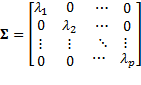 𝚺 = [λ₁ 0 ⋯ 0
0 λ₂ ⋯ 0
⋮ ⋮ ⋱ ⋮
0 0 ⋯ λₚ]